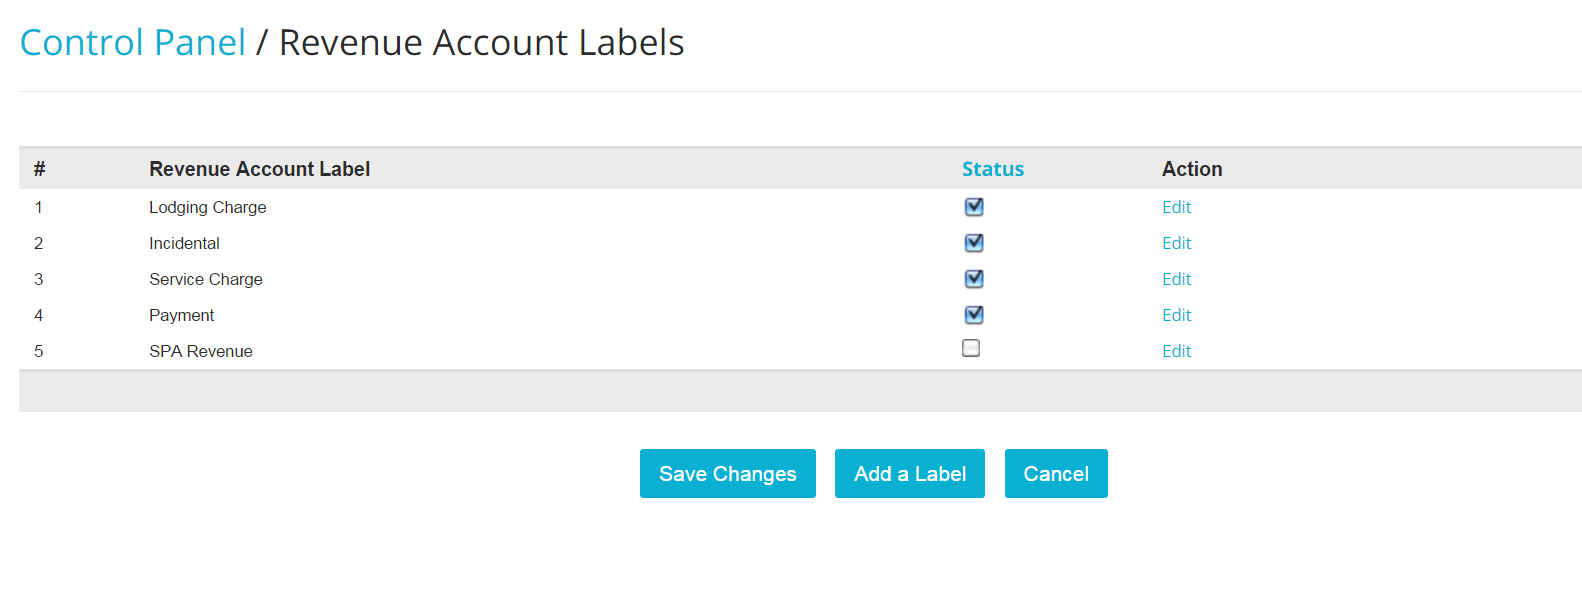 Control Panel / Revenue Account Labels
# Revenue Account Label Status Action
1 Lodging Charge Edit
2 Incidental Edit
3 Service Charge Edit
4 Payment Edit
5 SPA Revenue Edit
Save Changes Add a Label Cancel